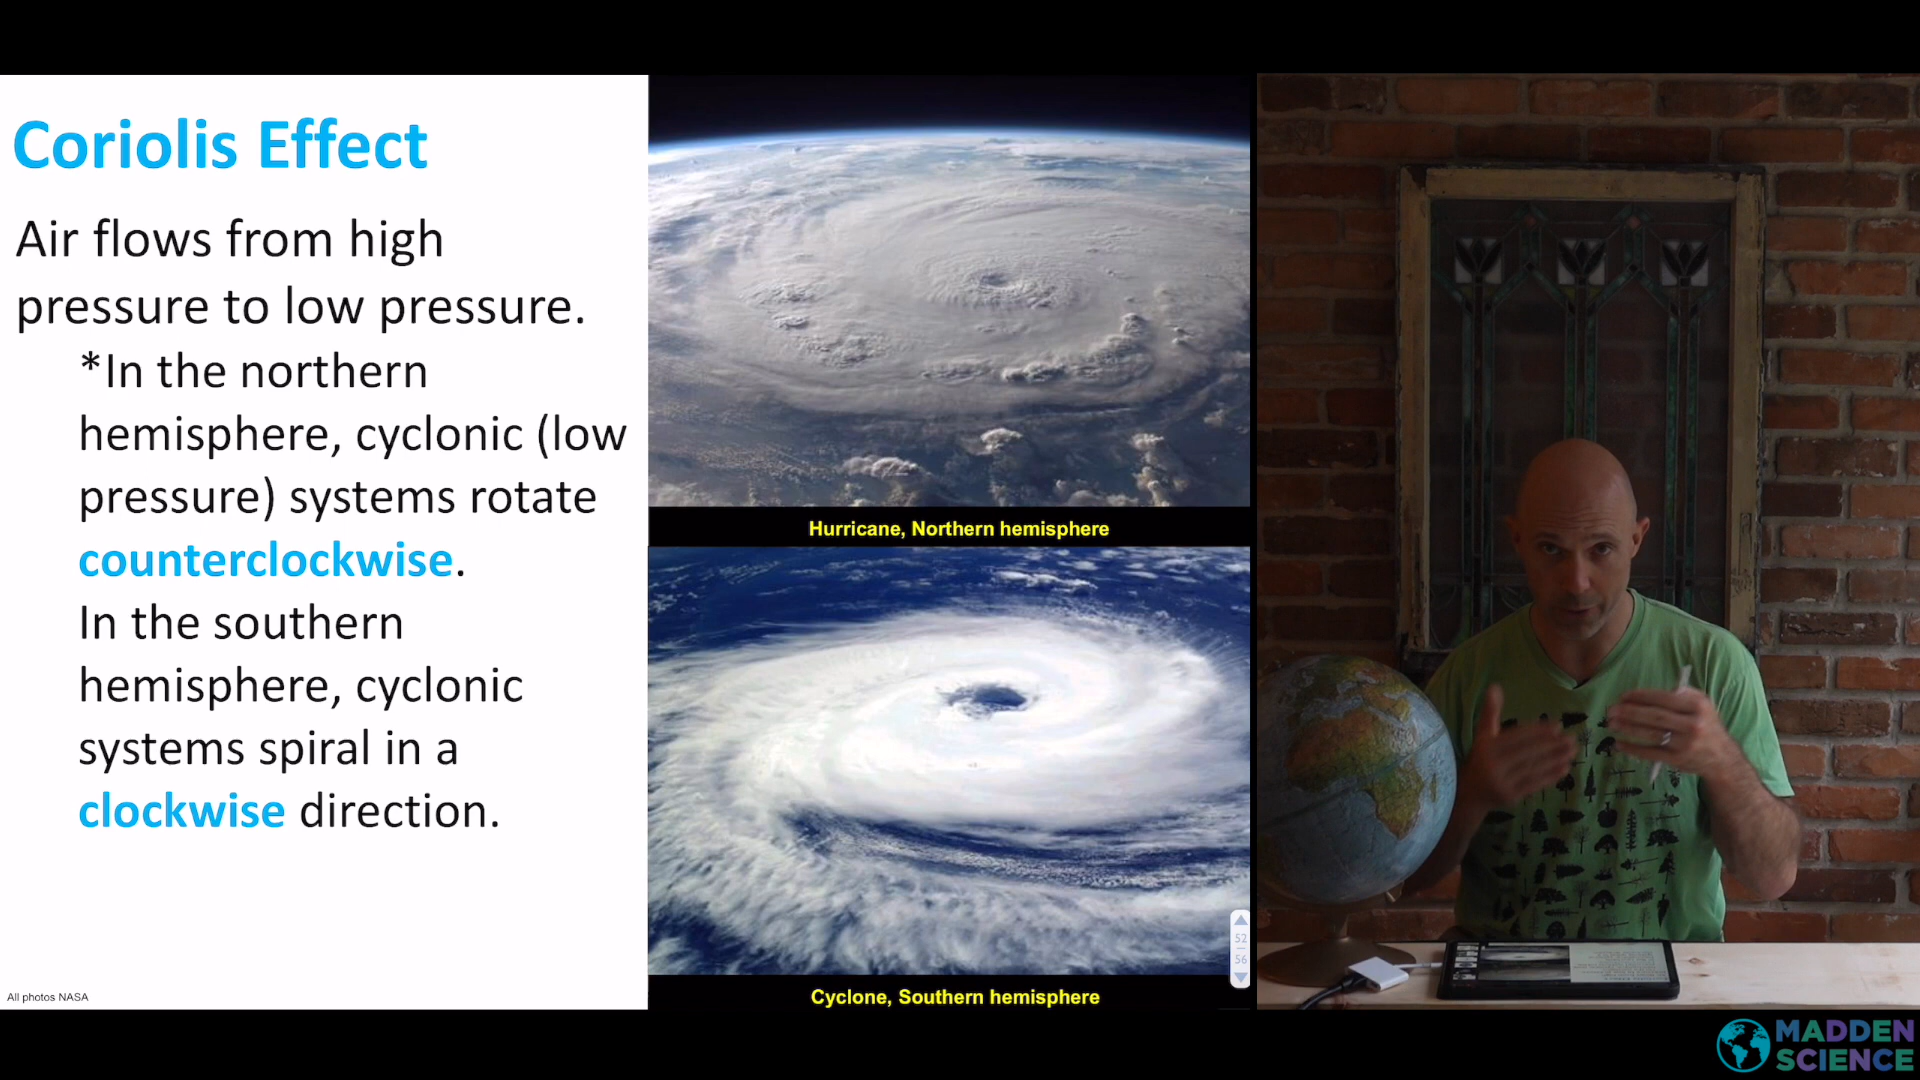 Coriolis Effect
Air flows from high
pressure to low pressure.
*In the northern
hemisphere, cyclonic (low
pressure) systems rotate
counterclockwise.
In the southern
hemisphere, cyclonic
systems spiral in a
clockwise direction.
All photos NASA
Hurricane, Northern hemisphere
Cyclone, Southern hemisphere
52
56
MADDEN
SCIENCE